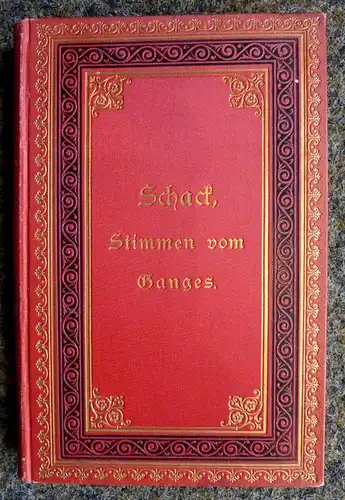 Schack,
Stimmen vom
Ganges.